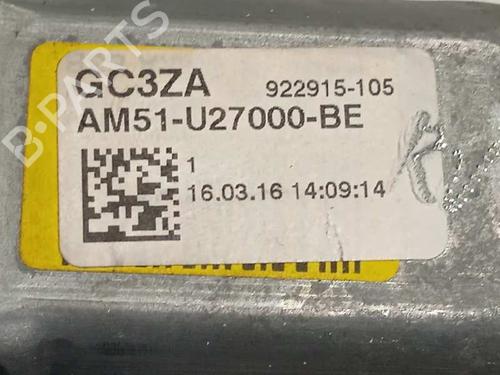 B-PARTS
GC3ZA 922915-105
AM51-U27000-BE
1
16.03.16 14:09:14